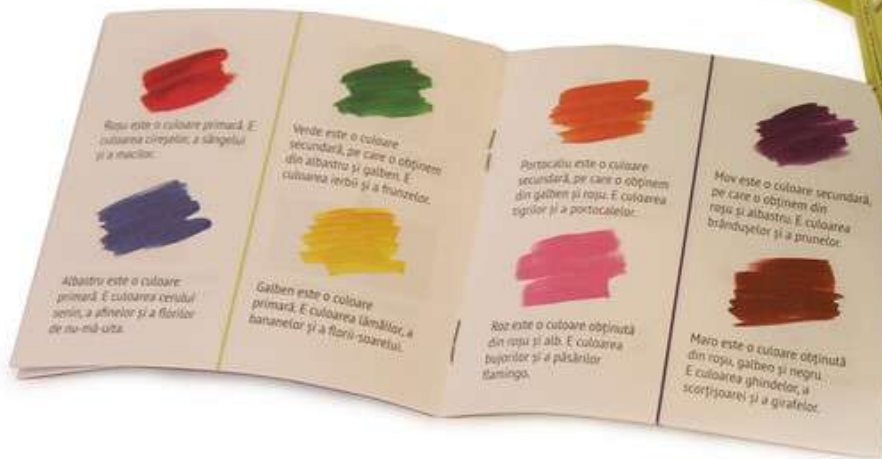 Roșu este o culoare primară. E
culoarea cireșelor, a sângelui
și a macilor.
Albastru este o culoare
primară. E culoarea cerului
senin, a afinelor și a florilor
de nu-mă-uita.
Verde este o culoare
secundară, pe care o obținem
din albastru și galben. E
culoarea ierbii și a frunzelor.
Galben este o culoare
primară. E culoarea lămâilor, a
bananelor și a florii-soarelui.
Portocaliu este o culoare
secundară, pe care o obținem
din galben și roșu. E culoarea
tigrilor și a portocalelor.
Roz este o culoare obținută
din roșu și alb. E culoarea
bujorilor și a păsărilor
flamingo.
Mov este o culoare secundară,
pe care o obținem din
roșu și albastru. E culoarea
brândușelor și a prunelor.
Maro este o culoare obținută
din roșu, galben și negru.
E culoarea ghindelor, a
scorțișoarei și a girafelor.